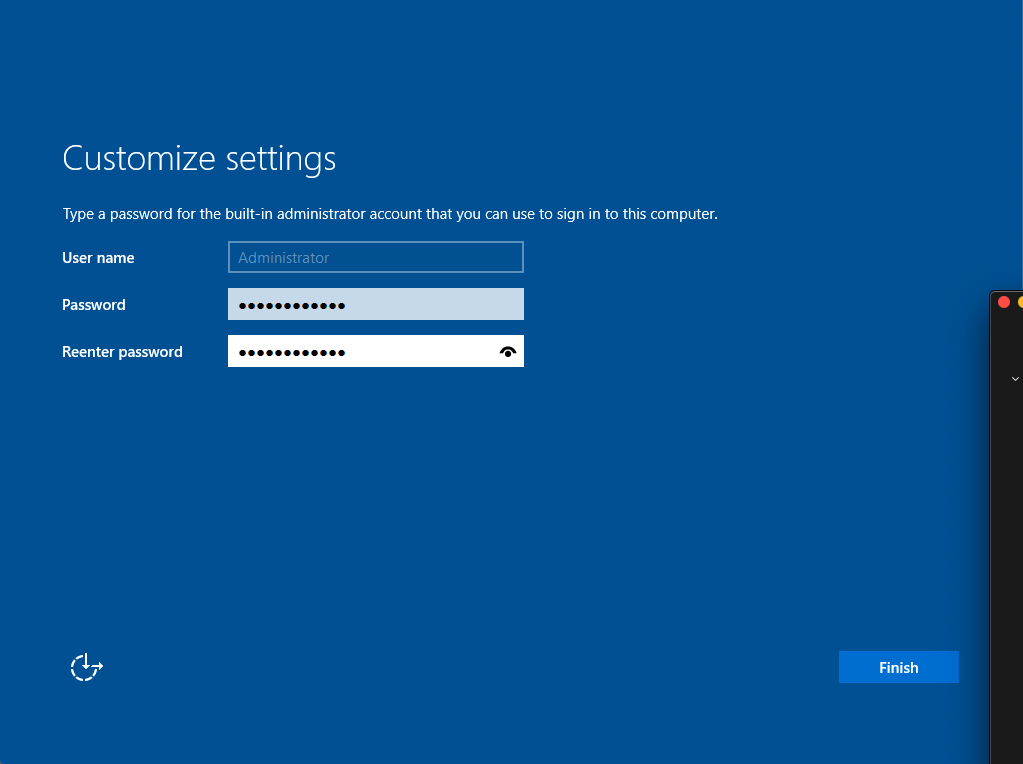 Customize settings
Type a password for the built-in administrator account that you can use to sign in to this computer.
User name
Administrator
Password
●●●●●●●●●●●●
Reenter password
●●●●●●●●●●●●
Finish